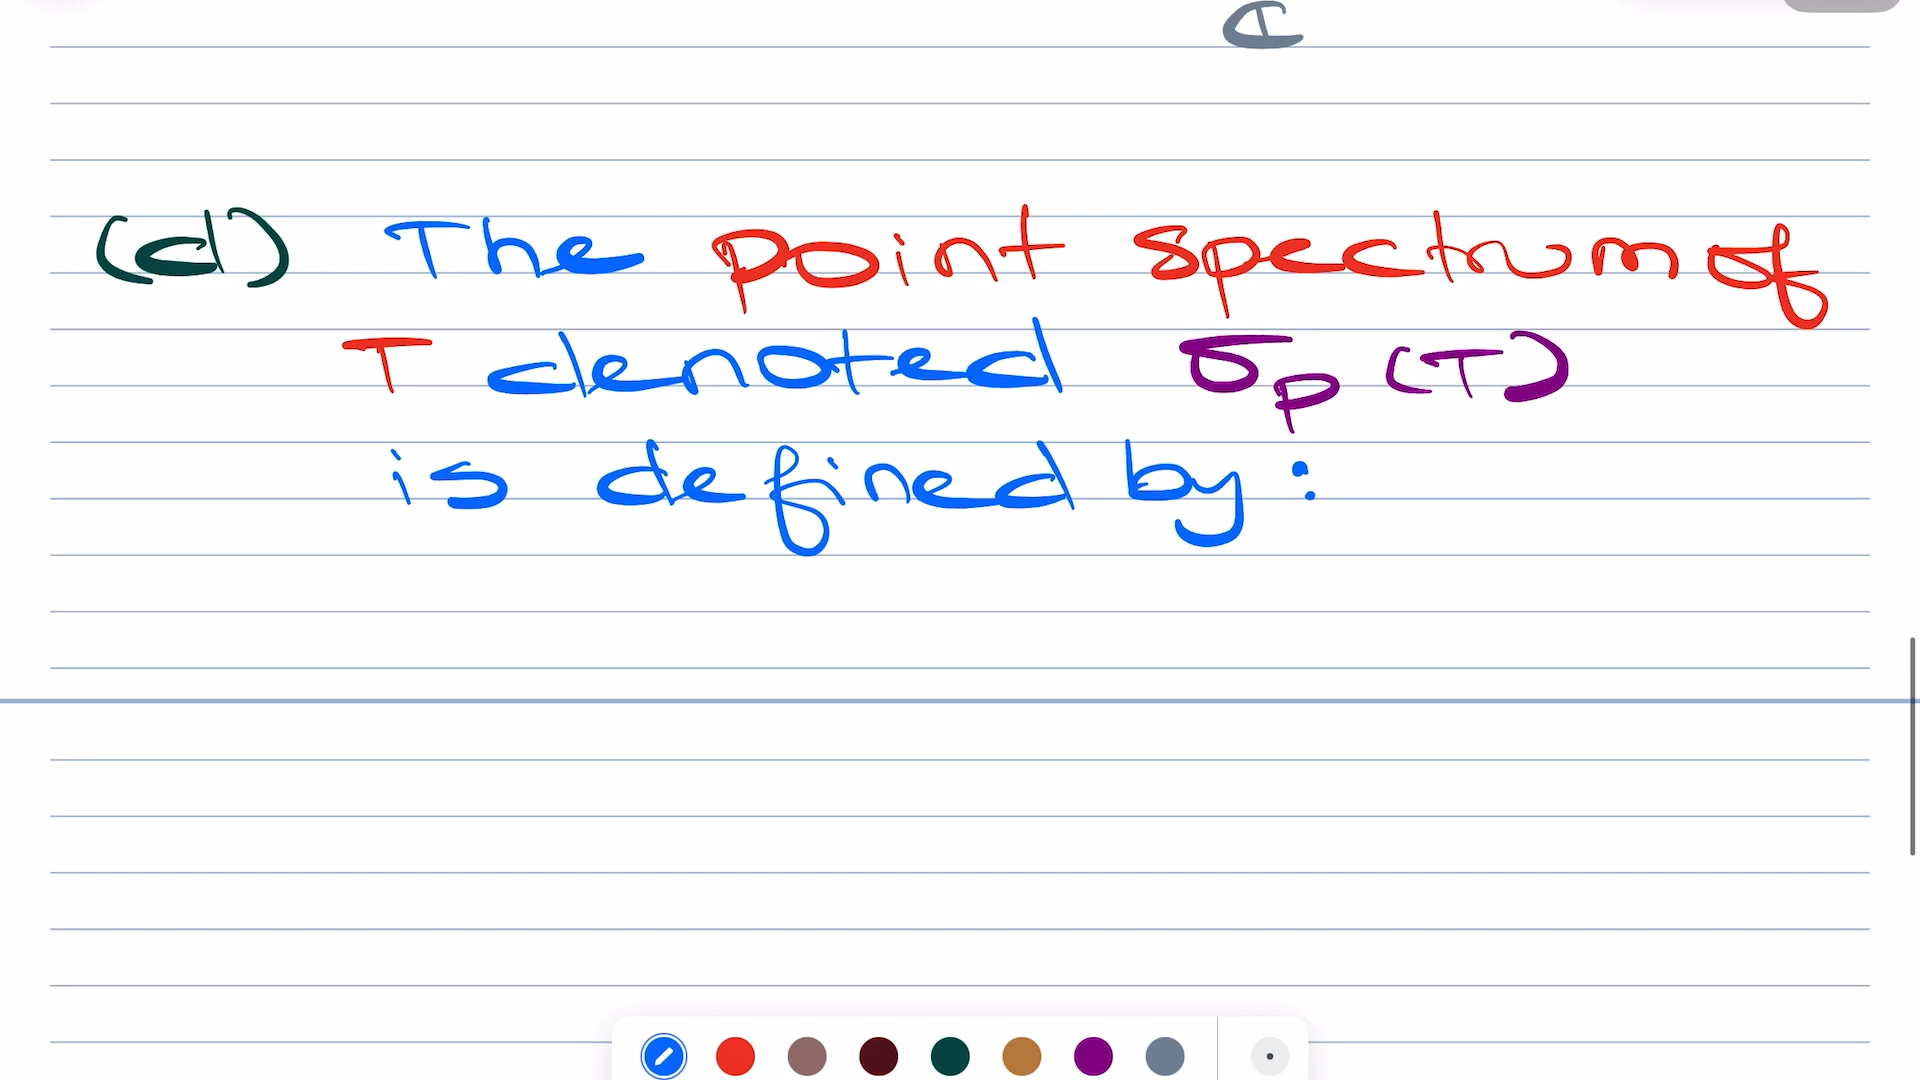 ℂ
(d) The point spectrum of
T denoted σp (T)
is defined by: